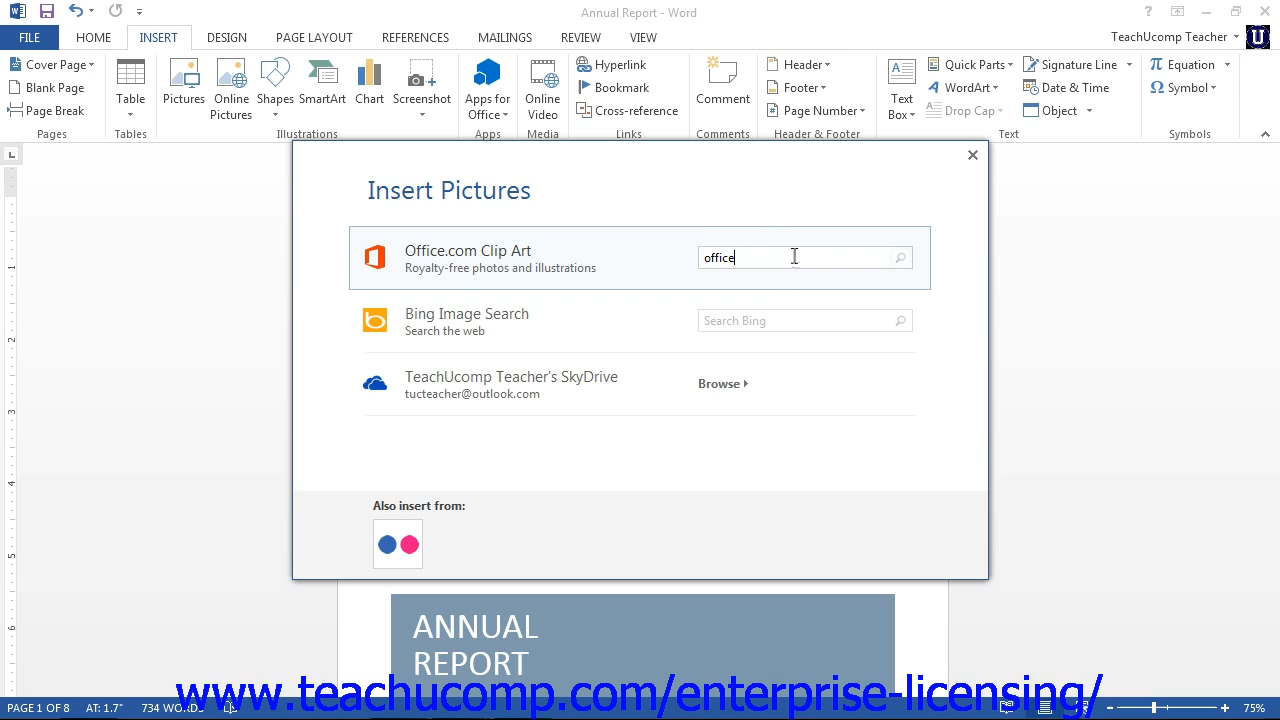 Annual Report - Word
FILE HOME INSERT DESIGN PAGE LAYOUT REFERENCES MAILINGS REVIEW VIEW TeachUcomp Teacher U
Cover Page
Blank Page
Page Break
Pages
Table
Tables
Pictures
Online Pictures
Shapes
SmartArt
Chart
Screenshot
Illustrations
Apps for Office
Apps
Online Video
Media
Hyperlink
Bookmark
Cross-reference
Links
Comment
Comments
Header
Footer
Page Number
Header & Footer
Text Box
Quick Parts
WordArt
Drop Cap
Signature Line
Date & Time
Object
Text
Equation
Symbol
Symbols
Insert Pictures
Office.com Clip Art
Royalty-free photos and illustrations
office
Bing Image Search
Search the web
Search Bing
TeachUcomp Teacher's SkyDrive
tucteacher@outlook.com
Browse
Also insert from:
1
2
3
4
5
6
ANNUAL
REPORT
www.teachucomp.com/enterprise-licensing/
PAGE 1 OF 8 AT: 1.7" 734 WORDS 75%